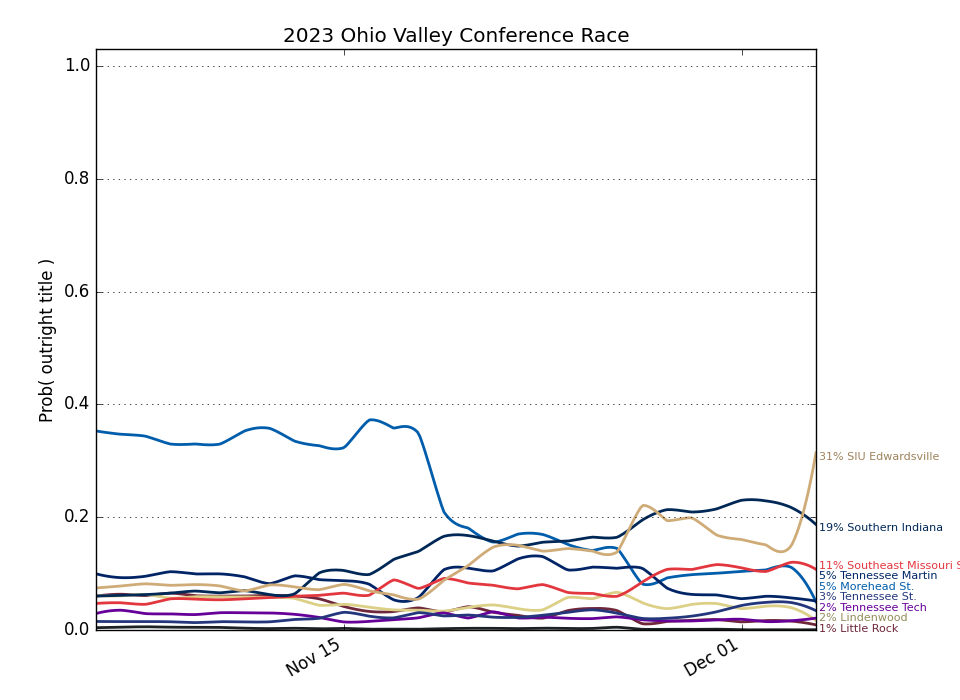 2023 Ohio Valley Conference Race
Prob( outright title )
1.0
0.8
0.6
0.4
0.2
0.0
Nov 15
Dec 01
31% SIU Edwardsville
19% Southern Indiana
11% Southeast Missouri S
5% Tennessee Martin
5% Morehead St.
3% Tennessee St.
2% Tennessee Tech
2% Lindenwood
1% Little Rock